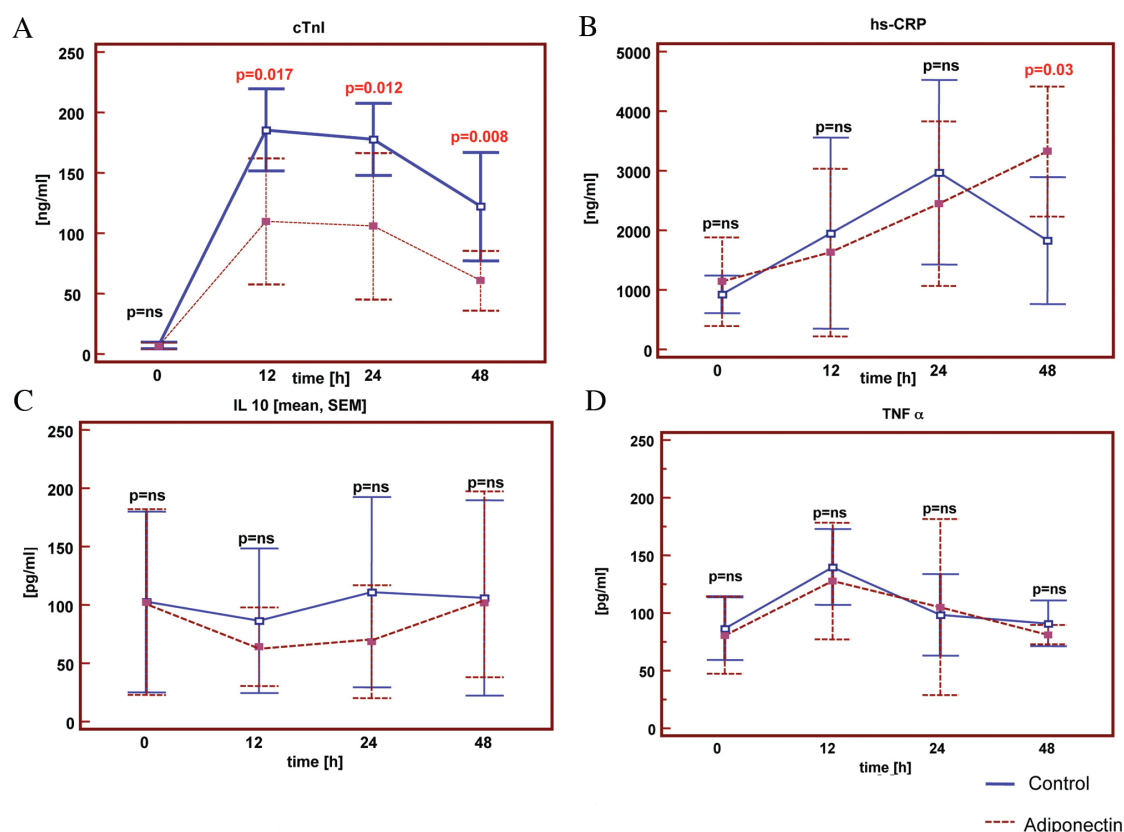 A
cTnI
250
200
150
100
50
0
[ng/ml]
p=ns
p=0.017
p=0.012
p=0.008
0 12 24 48
time [h]
B
hs-CRP
5000
4000
3000
2000
1000
0
[ng/ml]
p=ns
p=ns
p=ns
p=0.03
0 12 24 48
time [h]
C
IL 10 [mean, SEM]
250
200
150
100
50
0
[pg/ml]
p=ns
p=ns
p=ns
p=ns
0 12 24 48
time [h]
D
TNF α
250
200
150
100
50
0
[pg/ml]
p=ns
p=ns
p=ns
p=ns
0 12 24 48
time [h]
Control
Adiponectin